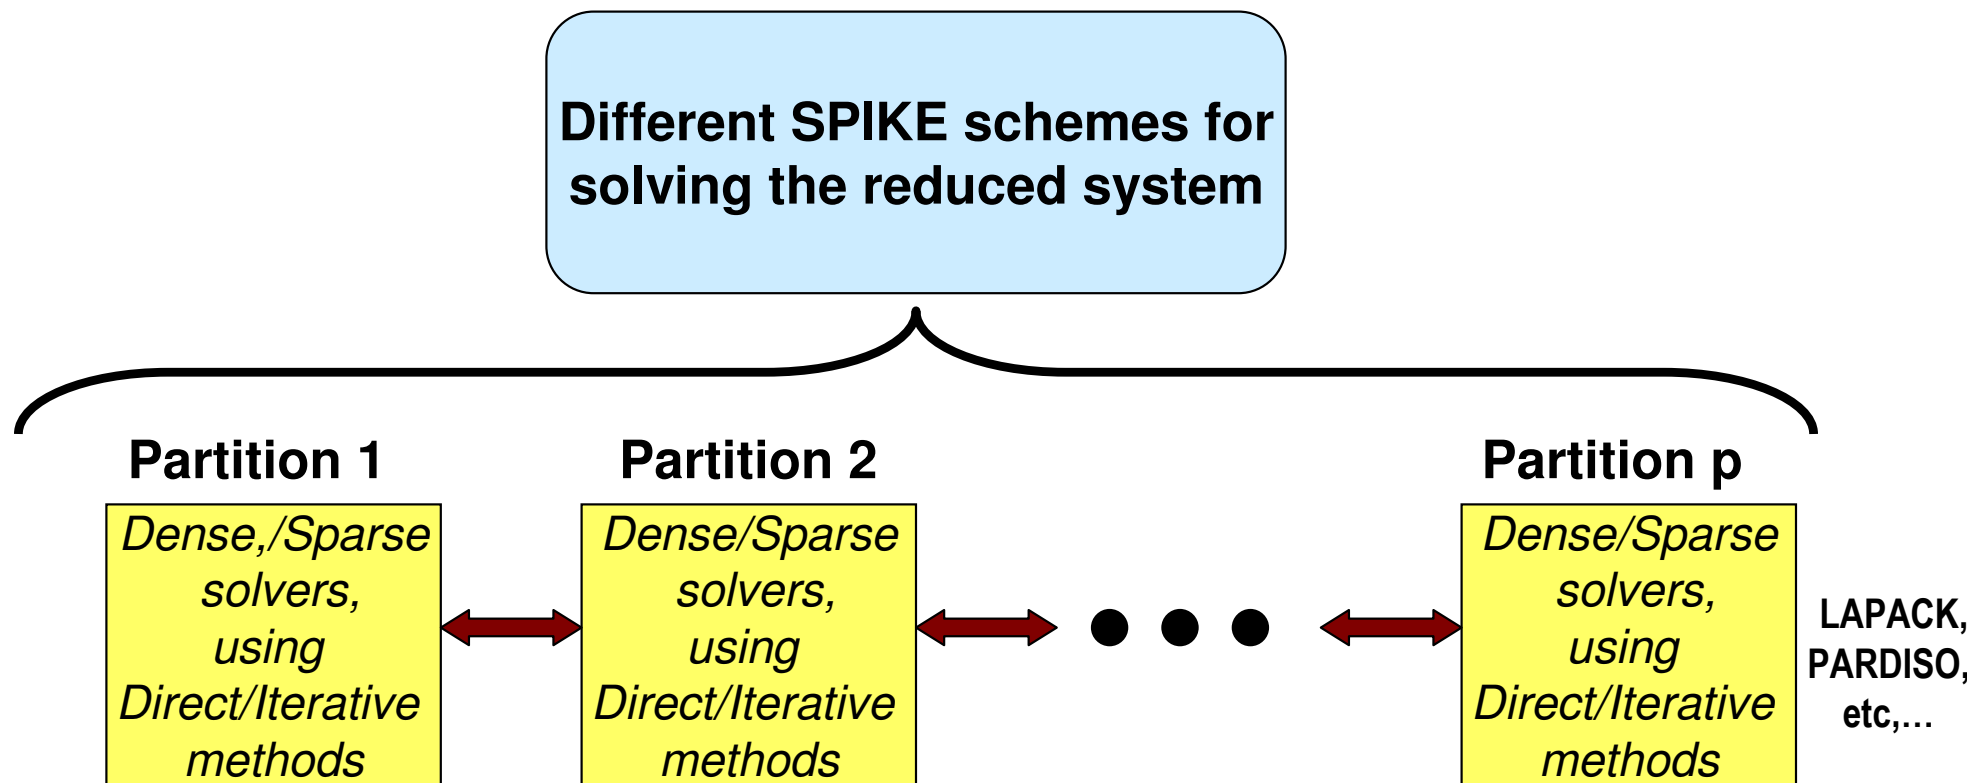 Different SPIKE schemes for
solving the reduced system
Partition 1
Partition 2
Partition p
Dense,/Sparse
solvers,
using
Direct/Iterative
methods
Dense/Sparse
solvers,
using
Direct/Iterative
methods
Dense/Sparse
solvers,
using
Direct/Iterative
methods
LAPACK,
PARDISO,
etc,...